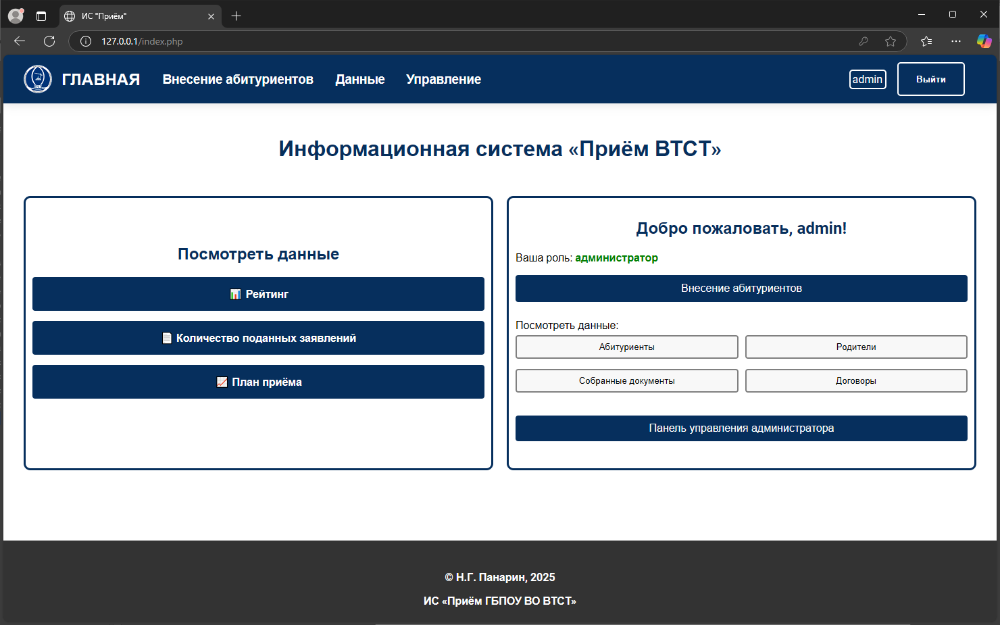 ИС "Приём"
127.0.0.1/index.php
ГЛАВНАЯ
Внесение абитуриентов
Данные
Управление
admin
Выйти
Информационная система «Приём ВТСТ»
Посмотреть данные
Рейтинг
Количество поданных заявлений
План приёма
Добро пожаловать, admin!
Ваша роль: администратор
Внесение абитуриентов
Посмотреть данные:
Абитуриенты
Родители
Собранные документы
Договоры
Панель управления администратора
© Н.Г. Панарин, 2025
ИС «Приём ГБПОУ ВО ВТСТ»